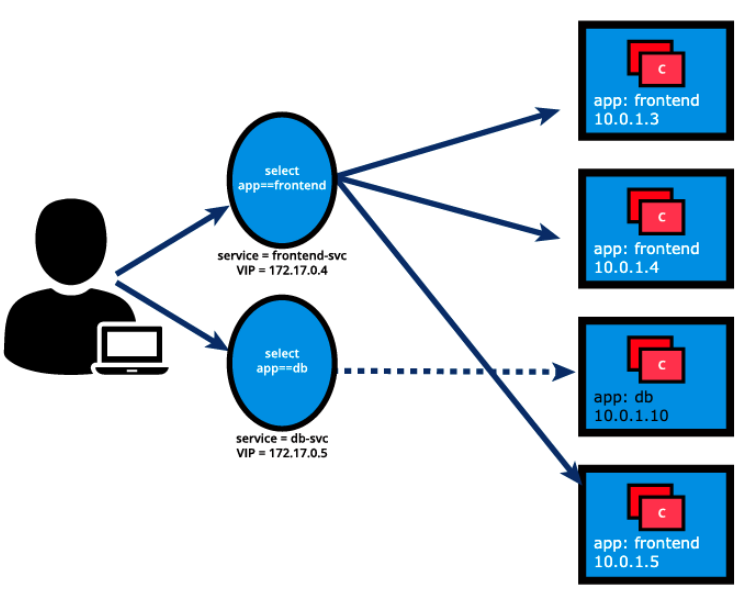 select
app==frontend
service = frontend-svc
VIP = 172.17.0.4
select
app==db
service = db-svc
VIP = 172.17.0.5
C
app: frontend
10.0.1.3
C
app: frontend
10.0.1.4
C
app: db
10.0.1.10
C
app: frontend
10.0.1.5